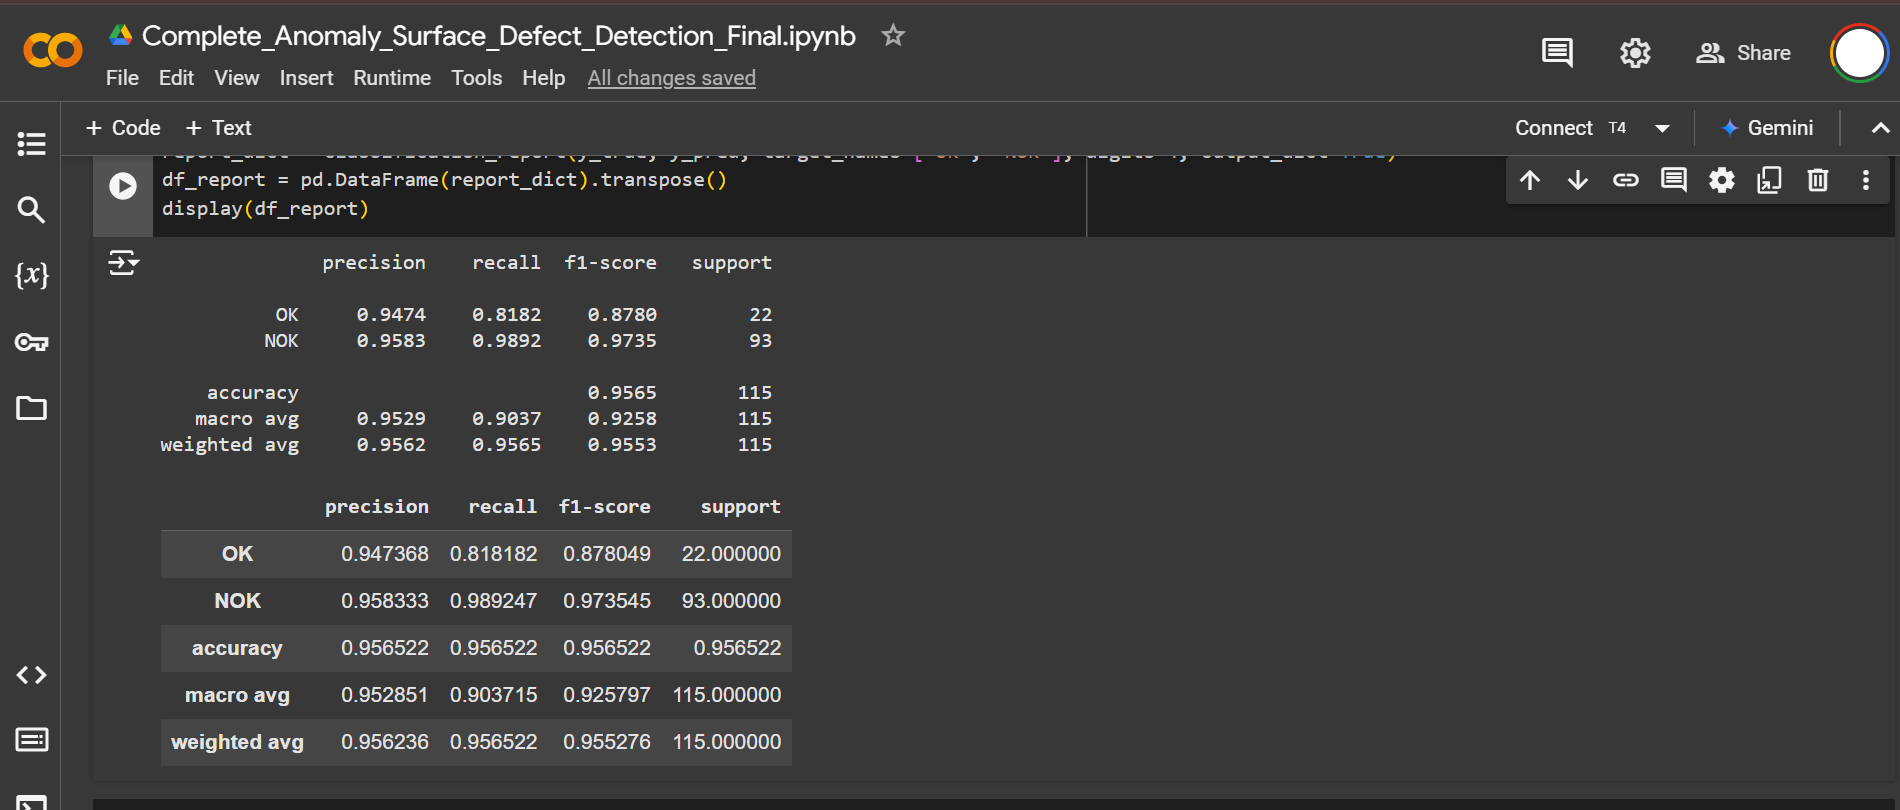 Complete_Anomaly_Surface_Defect_Detection_Final.ipynb
File Edit View Insert Runtime Tools Help All changes saved
Share
+ Code + Text
Connect T4
Gemini
df_report = pd.DataFrame(report_dict).transpose()
display(df_report)
precision recall f1-score support
OK 0.9474 0.8182 0.8780 22
NOK 0.9583 0.9892 0.9735 93
accuracy 0.9565 115
macro avg 0.9529 0.9037 0.9258 115
weighted avg 0.9562 0.9565 0.9553 115
precision recall f1-score support
OK 0.947368 0.818182 0.878049 22.000000
NOK 0.958333 0.989247 0.973545 93.000000
accuracy 0.956522 0.956522 0.956522 0.956522
macro avg 0.952851 0.903715 0.925797 115.000000
weighted avg 0.956236 0.956522 0.955276 115.000000